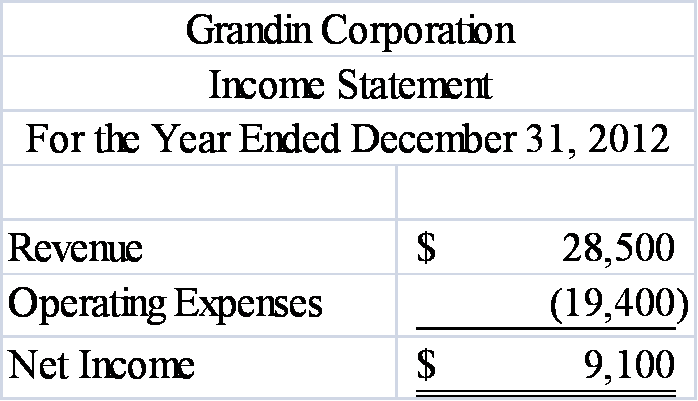 Grandin Corporation
Income Statement
For the Year Ended December 31, 2012
Revenue $ 28,500
Operating Expenses (19,400)
Net Income $ 9,100